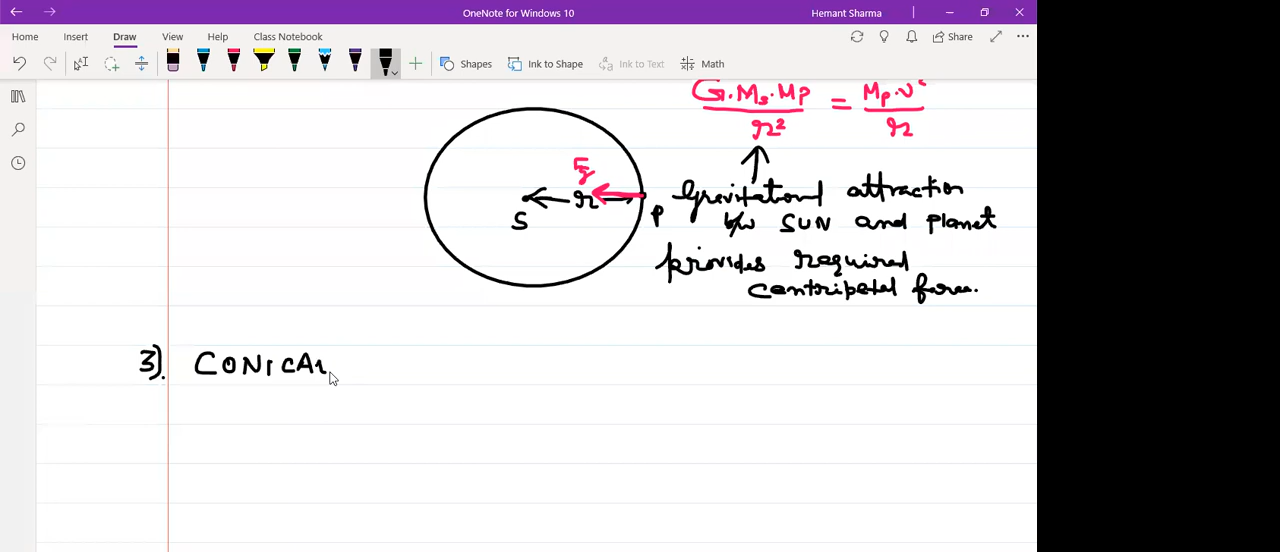 OneNote for Windows 10
Hemant Sharma
Home Insert Draw View Help Class Notebook
Share
Shapes Ink to Shape Ink to Text Math
G·Ms·Mp / r² = Mp·v² / r
Fg
r
S
P
Gravitational attraction
b/w SUN and planet
provides required
centripetal force.
3). CONICAL